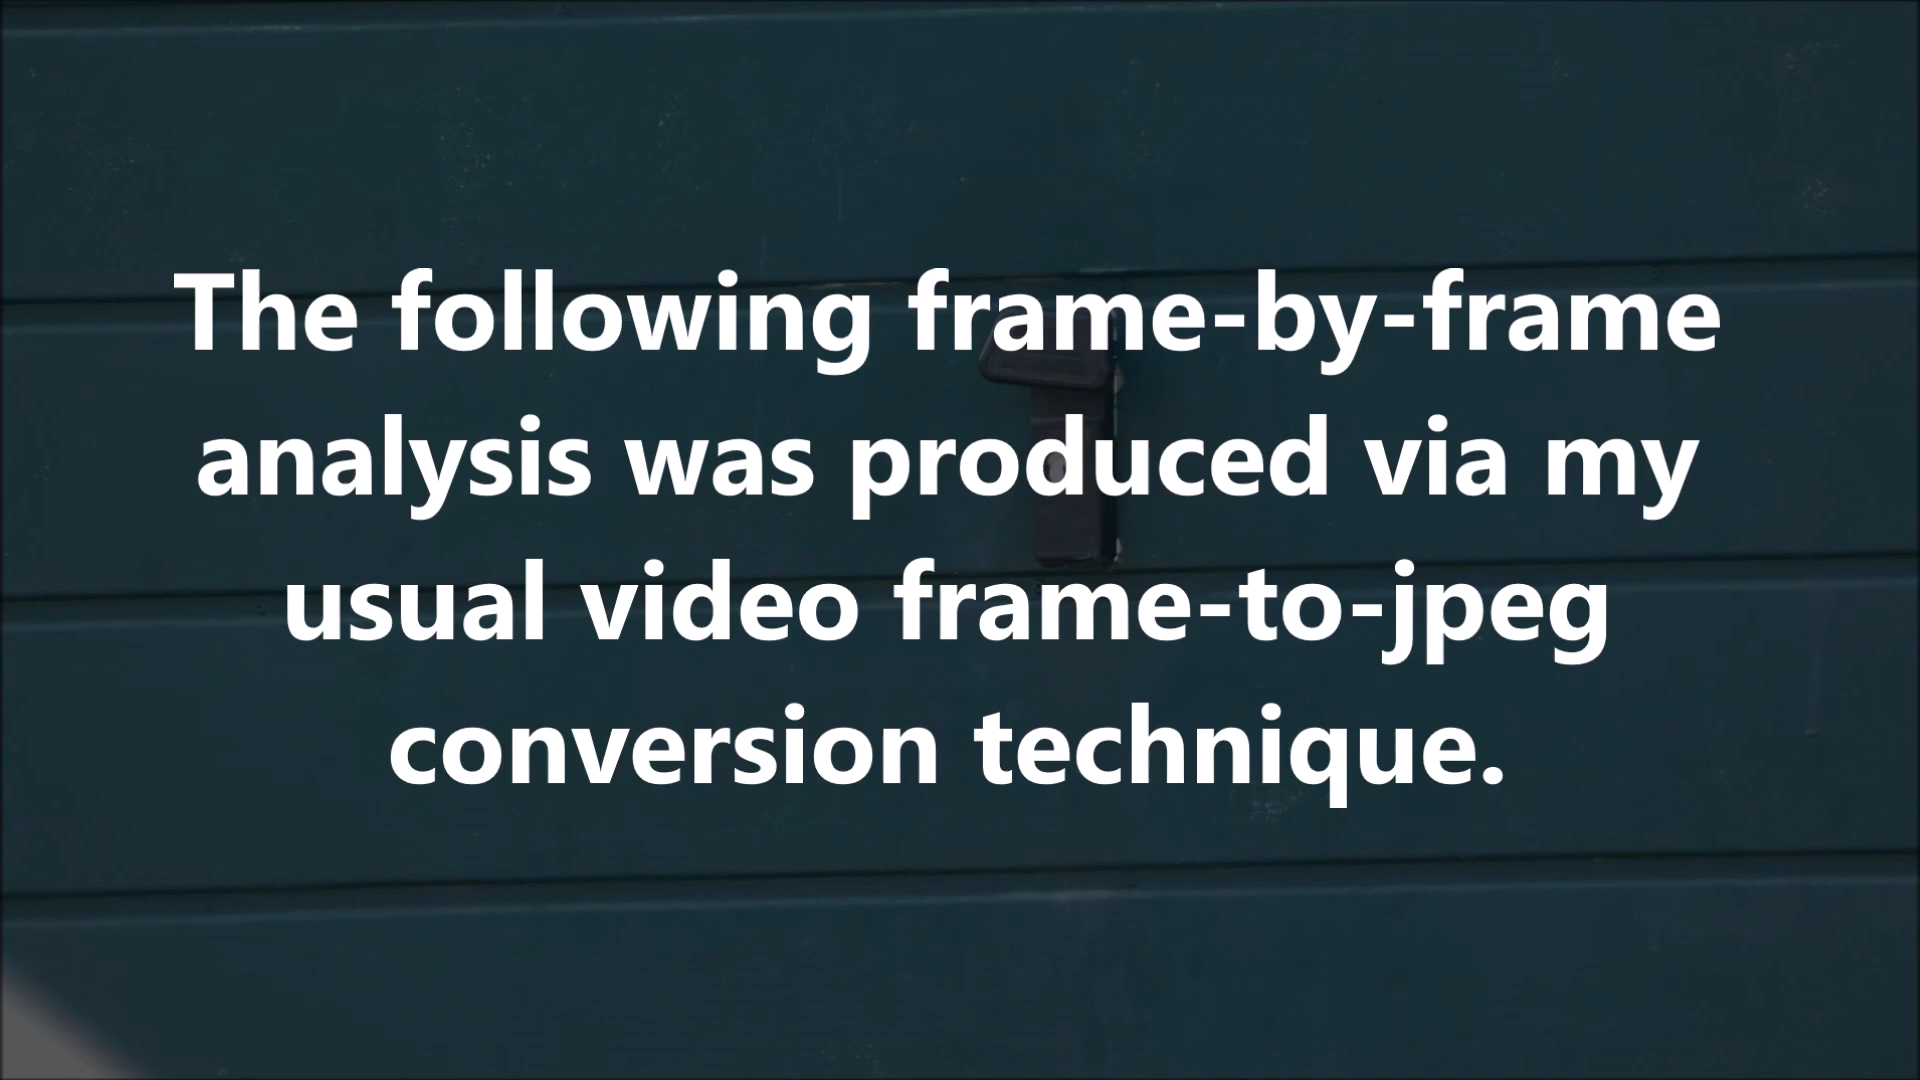 The following frame-by-frame
analysis was produced via my
usual video frame-to-jpeg
conversion technique.